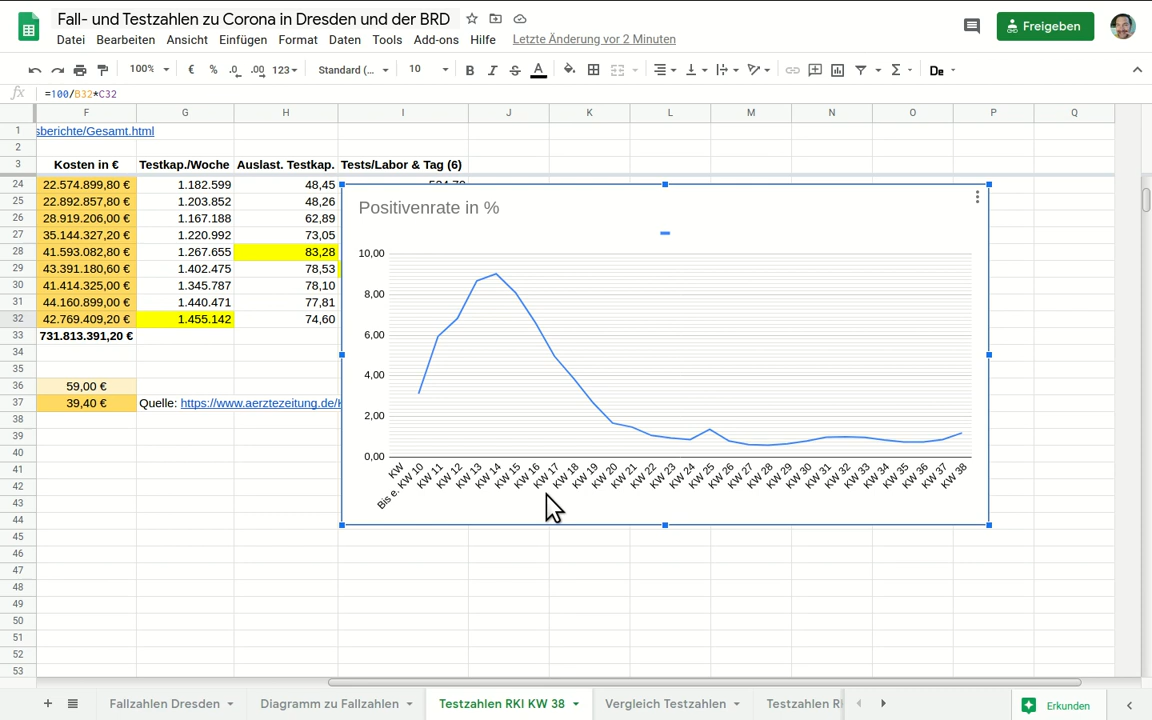 Fall- und Testzahlen zu Corona in Dresden und der BRD
Datei Bearbeiten Ansicht Einfügen Format Daten Tools Add-ons Hilfe Letzte Änderung vor 2 Minuten
Freigeben
100% € % .0 .00 123 Standard (... 10 B I S A Σ De
fx =100/B32*C32
F G H I J K L M N O P Q
1 sberichte/Gesamt.html
2
3 Kosten in € Testkap./Woche Auslast. Testkap. Tests/Labor & Tag (6)
24 22.574.899,80 € 1.182.599 48,45
25 22.892.857,80 € 1.203.852 48,26
26 28.919.206,00 € 1.167.188 62,89
27 35.144.327,20 € 1.220.992 73,05
28 41.593.082,80 € 1.267.655 83,28
29 43.391.180,60 € 1.402.475 78,53
30 41.414.325,00 € 1.345.787 78,10
31 44.160.899,00 € 1.440.471 77,81
32 42.769.409,20 € 1.455.142 74,60
33 731.813.391,20 €
34
35
36 59,00 €
37 39,40 € Quelle: https://www.aerztezeitung.de/
38
39
40
41
42
43
44
45
46
47
48
49
50
51
52
53
Positivenrate in %
10,00
8,00
6,00
4,00
2,00
0,00
KW
Bis e. KW 10
KW 11
KW 12
KW 13
KW 14
KW 15
KW 16
KW 17
KW 18
KW 19
KW 20
KW 21
KW 22
KW 23
KW 24
KW 25
KW 26
KW 27
KW 28
KW 29
KW 30
KW 31
KW 32
KW 33
KW 34
KW 35
KW 36
KW 37
KW 38
Fallzahlen Dresden Diagramm zu Fallzahlen Testzahlen RKI KW 38 Vergleich Testzahlen Testzahlen R
Erkunden